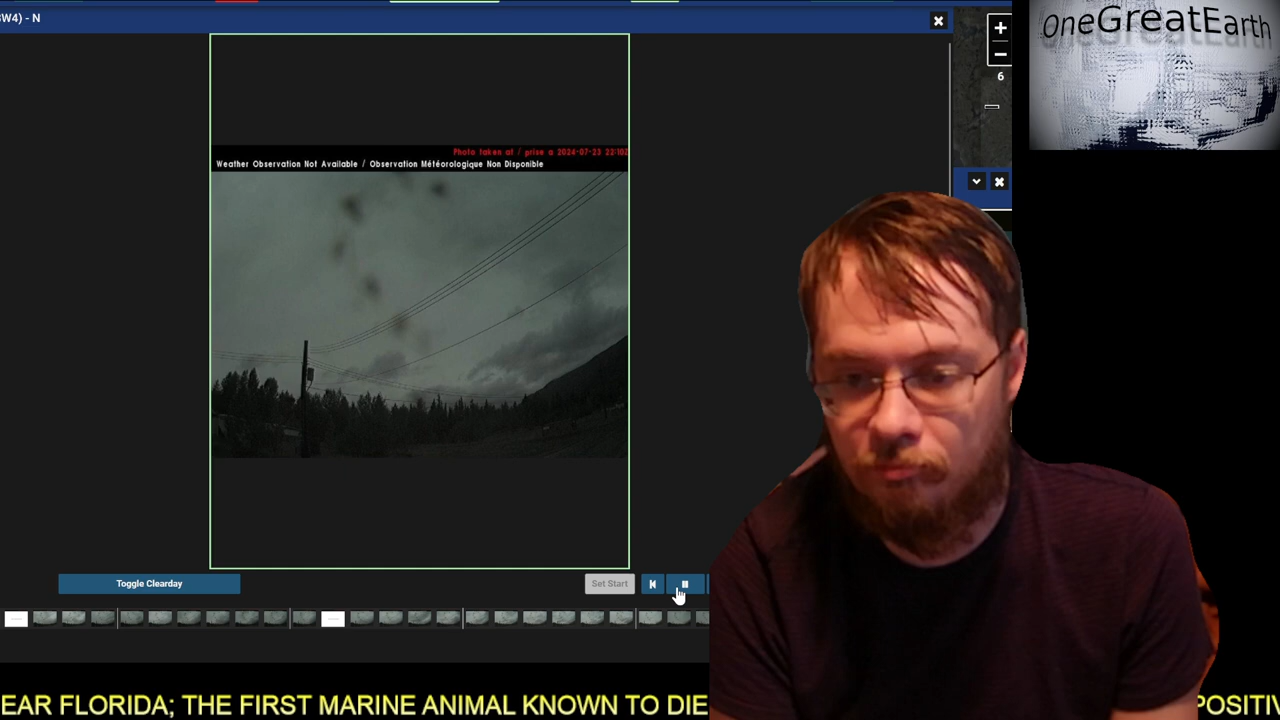 W4) - N
OneGreatEarth
6
Photo taken at / prise a 2024-07-23 22:10Z
Weather Observation Not Available / Observation Météorologique Non Disponible
Toggle Clearday
Set Start
EAR FLORIDA; THE FIRST MARINE ANIMAL KNOWN TO DIE
POSITIV